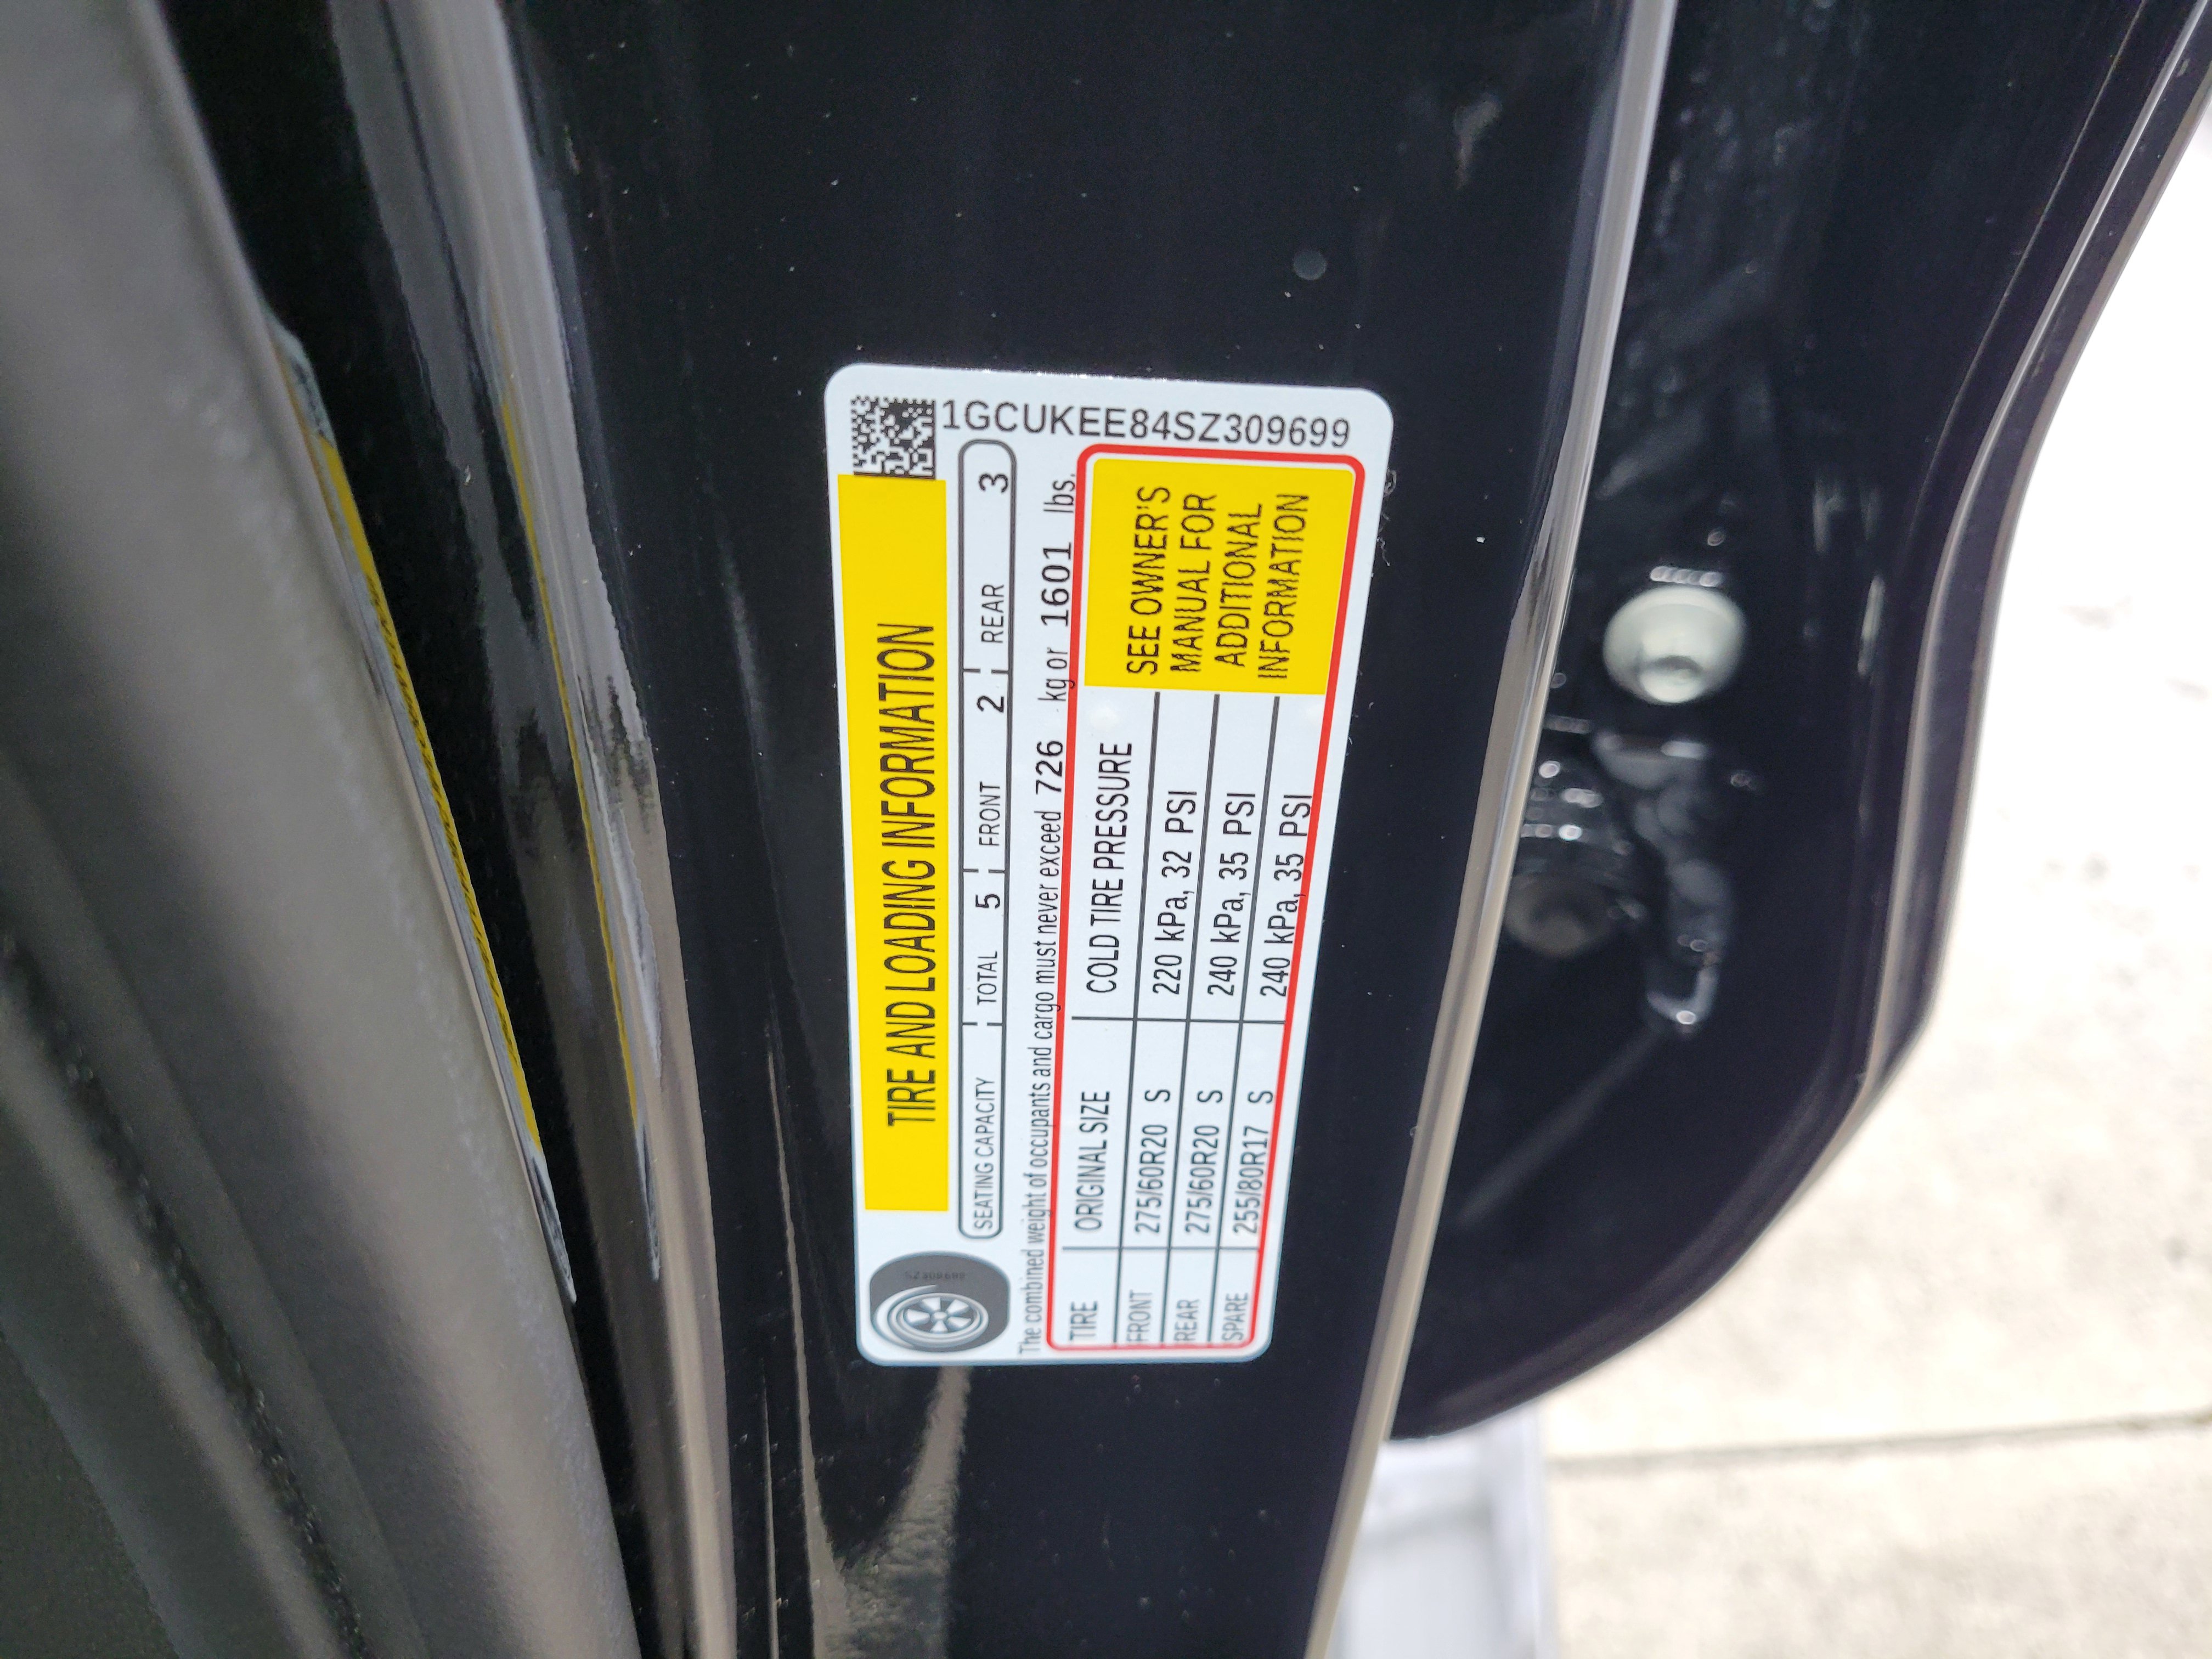 1GCUKEE84SZ309699
TIRE AND LOADING INFORMATION
SEATING CAPACITY TOTAL 5 FRONT 2 REAR 3
The combined weight of occupants and cargo must never exceed 726 kg or 1601 lbs.
TIRE ORIGINAL SIZE COLD TIRE PRESSURE
FRONT 275/60R20 S 220 kPa, 32 PSI
REAR 275/60R20 S 240 kPa, 35 PSI
SPARE 255/80R17 S 240 kPa, 35 PSI
SEE OWNER'S
MANUAL FOR
ADDITIONAL
INFORMATION